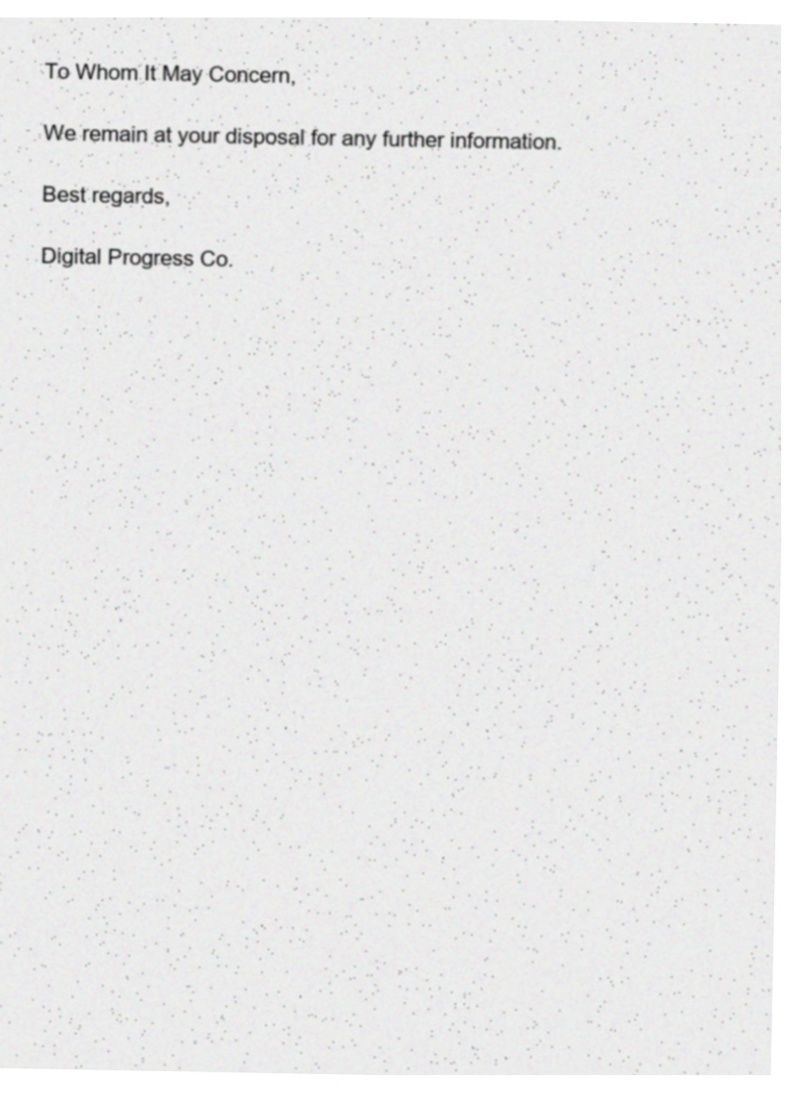 To Whom It May Concern,
We remain at your disposal for any further information.
Best regards,
Digital Progress Co.